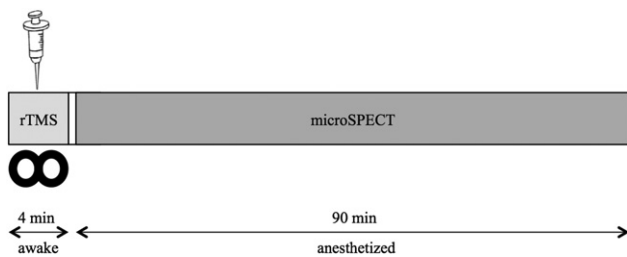 rTMS
microSPECT
4 min
90 min
awake
anesthetized